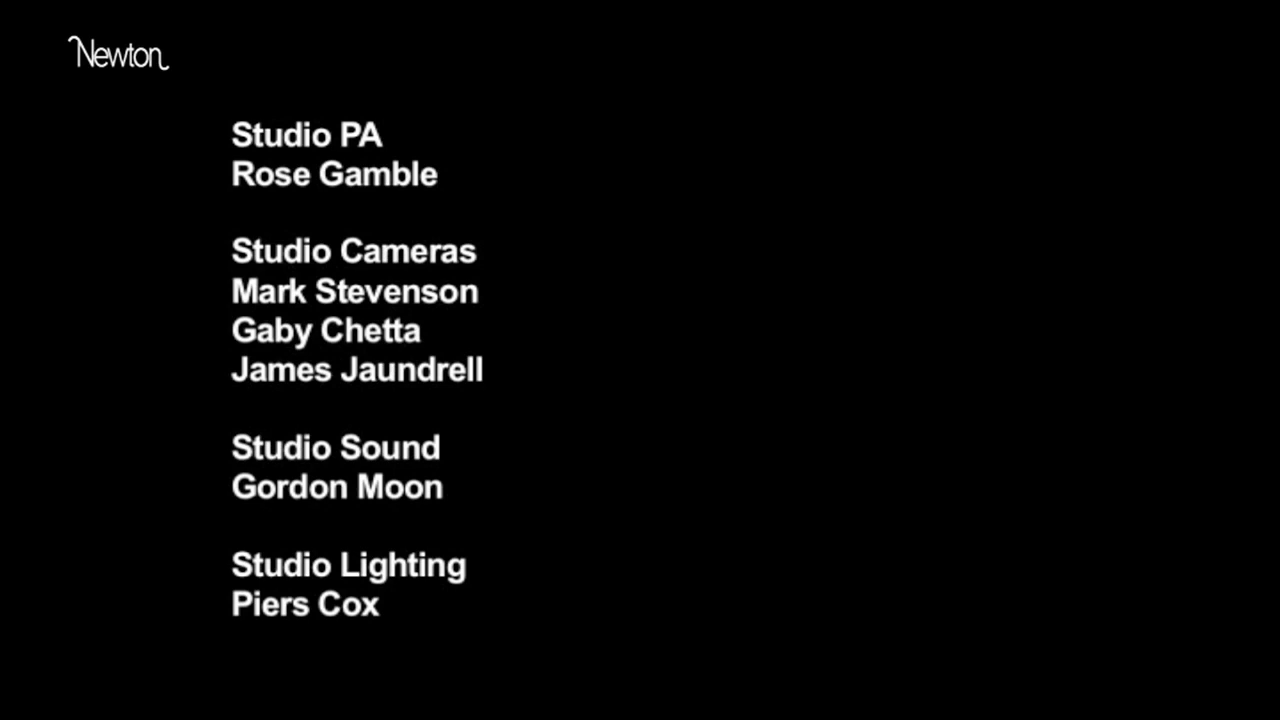 Newton
Studio PA
Rose Gamble
Studio Cameras
Mark Stevenson
Gaby Chetta
James Jaundrell
Studio Sound
Gordon Moon
Studio Lighting
Piers Cox